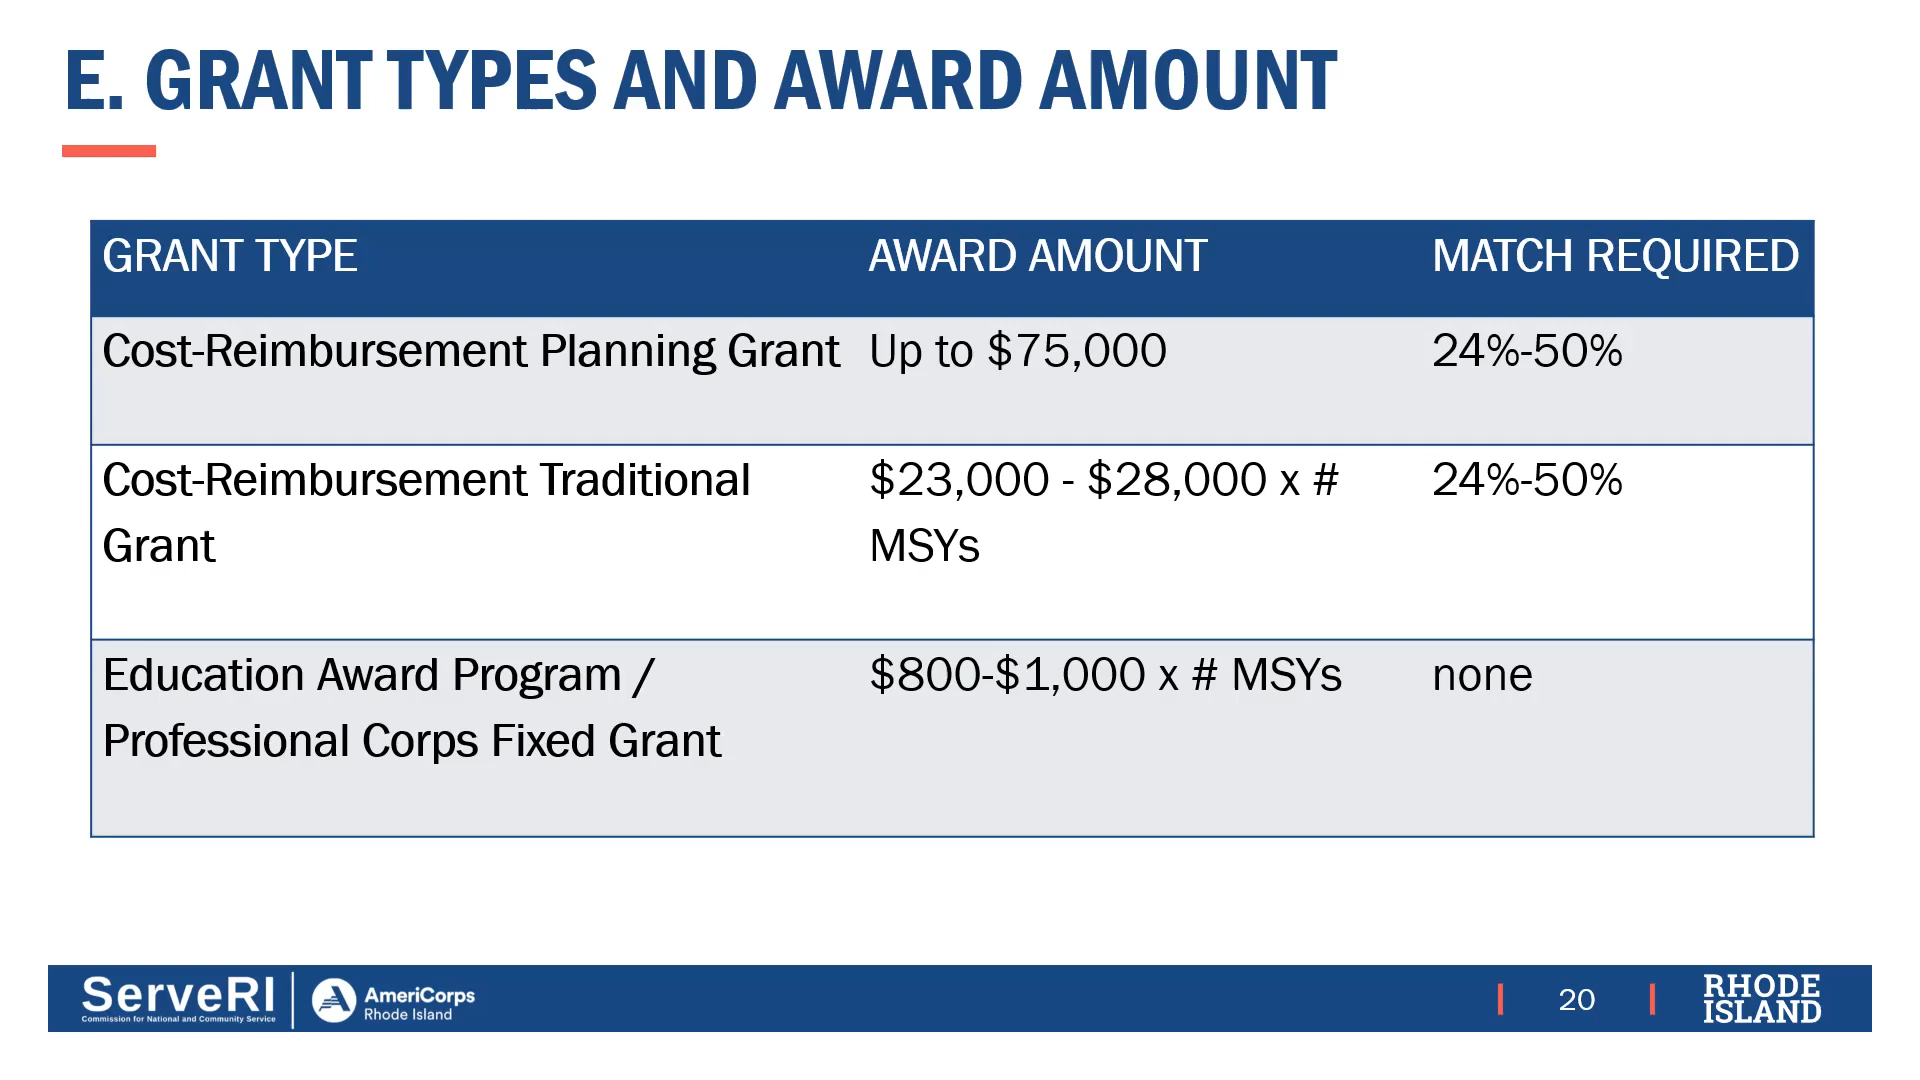 E. GRANT TYPES AND AWARD AMOUNT
GRANT TYPE AWARD AMOUNT MATCH REQUIRED
Cost-Reimbursement Planning Grant Up to $75,000 24%-50%
Cost-Reimbursement Traditional $23,000 - $28,000 x # 24%-50%
Grant MSYs
Education Award Program / $800-$1,000 x # MSYs none
Professional Corps Fixed Grant
ServeRI
Commission for National and Community Service
AmeriCorps
Rhode Island
20
RHODE
ISLAND